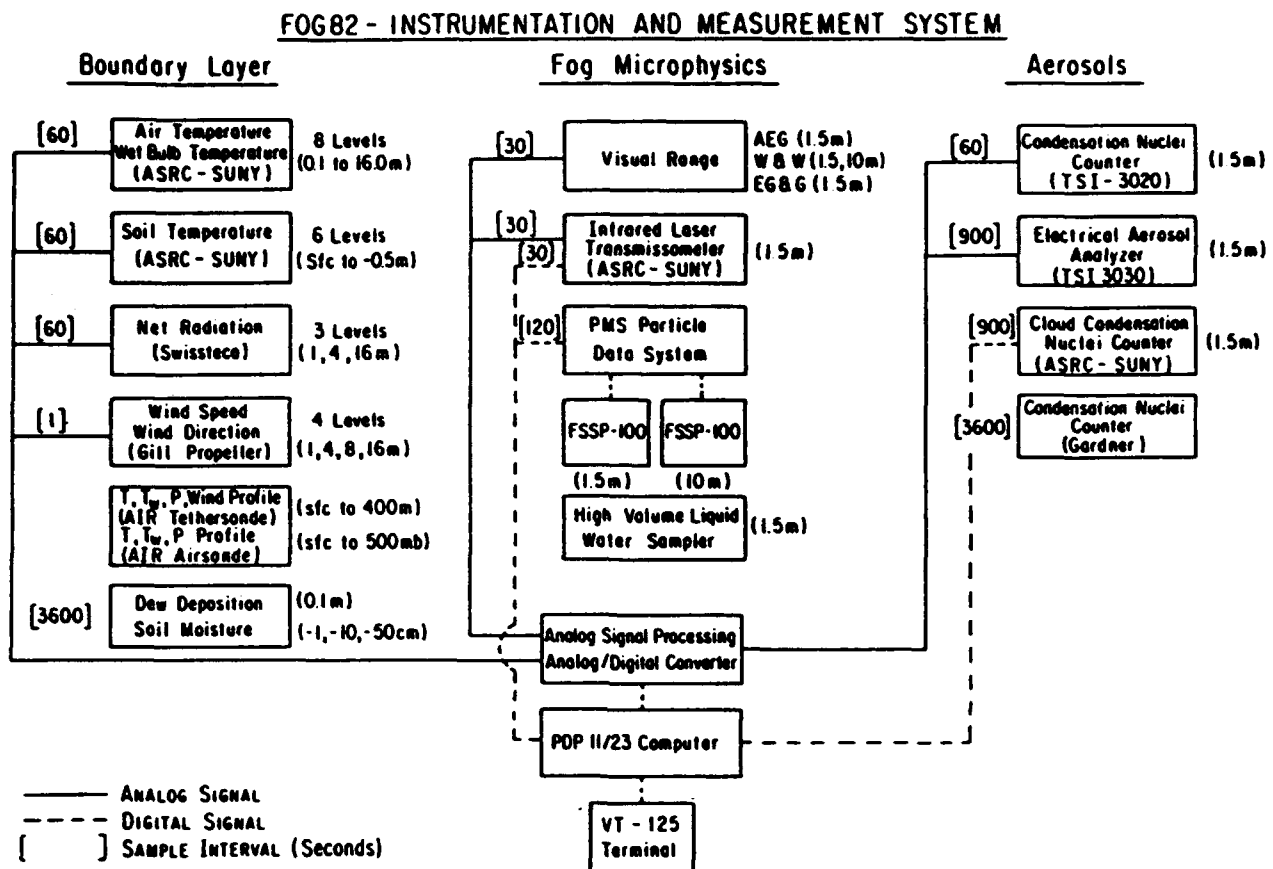 FOG82 - INSTRUMENTATION AND MEASUREMENT SYSTEM
Boundary Layer
[60]
Air Temperature
Wet Bulb Temperature
(ASRC - SUNY)
8 Levels
(0.1 to 16.0m)
[60]
Soil Temperature
(ASRC - SUNY)
6 Levels
(Sfc to -0.5m)
[60]
Net Radiation
(Swissteco)
3 Levels
(1, 4, 16m)
[1]
Wind Speed
Wind Direction
(Gill Propeller)
4 Levels
(1, 4, 8, 16m)
T, Tw, P, Wind Profile
(AIR Tethersonde)
T, Tw, P Profile
(AIR Airsonde)
(sfc to 400m)
(sfc to 500mb)
[3600]
Dew Deposition
Soil Moisture
(0.1m)
(-1, -10, -50cm)
Fog Microphysics
[30]
Visual Range
AEG (1.5m)
W & W (1.5, 10m)
EG&G (1.5m)
[30]
[30]
Infrared Laser
Transmissometer
(ASRC - SUNY)
(1.5m)
[120]
PMS Particle
Data System
FSSP-100
FSSP-100
(1.5m)
(10m)
High Volume Liquid
Water Sampler
(1.5m)
Analog Signal Processing
Analog/Digital Converter
PDP 11/23 Computer
VT - 125
Terminal
Aerosols
[60]
Condensation Nuclei
Counter
(TSI - 3020)
(1.5m)
[900]
Electrical Aerosol
Analyzer
(TSI 3030)
(1.5m)
[900]
Cloud Condensation
Nuclei Counter
(ASRC - SUNY)
(1.5m)
[3600]
Condensation Nuclei
Counter
(Gardner)
ANALOG SIGNAL
DIGITAL SIGNAL
[ ] SAMPLE INTERVAL (Seconds)